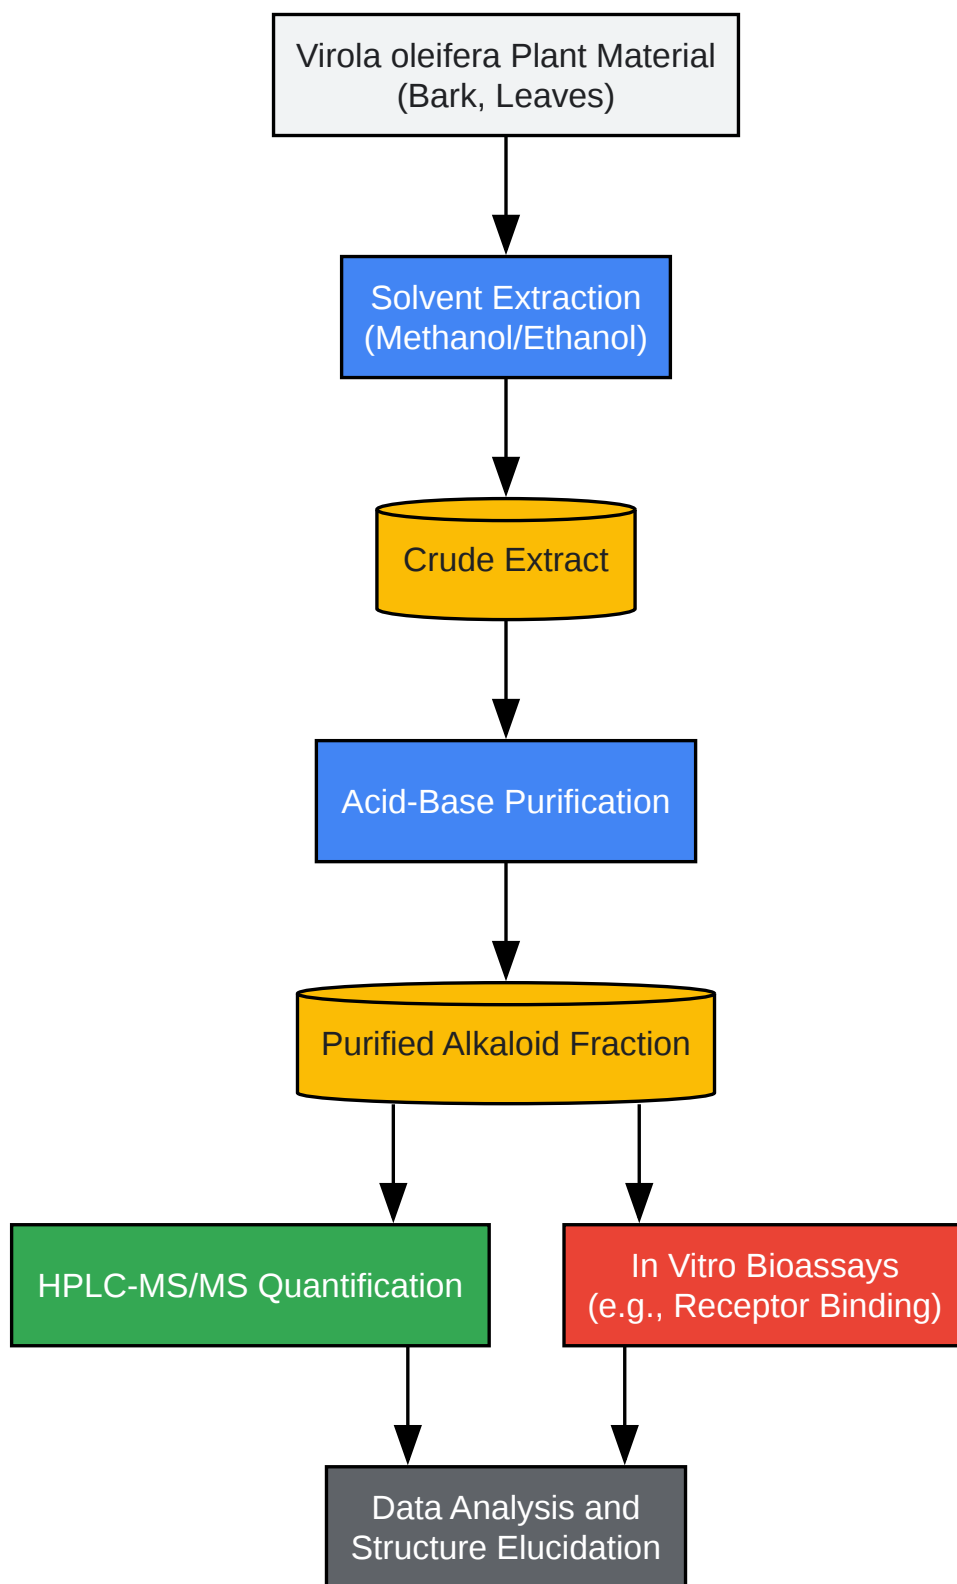 Virola oleifera Plant Material
(Bark, Leaves)
Solvent Extraction
(Methanol/Ethanol)
Crude Extract
Acid-Base Purification
Purified Alkaloid Fraction
HPLC-MS/MS Quantification
In Vitro Bioassays
(e.g., Receptor Binding)
Data Analysis and
Structure Elucidation